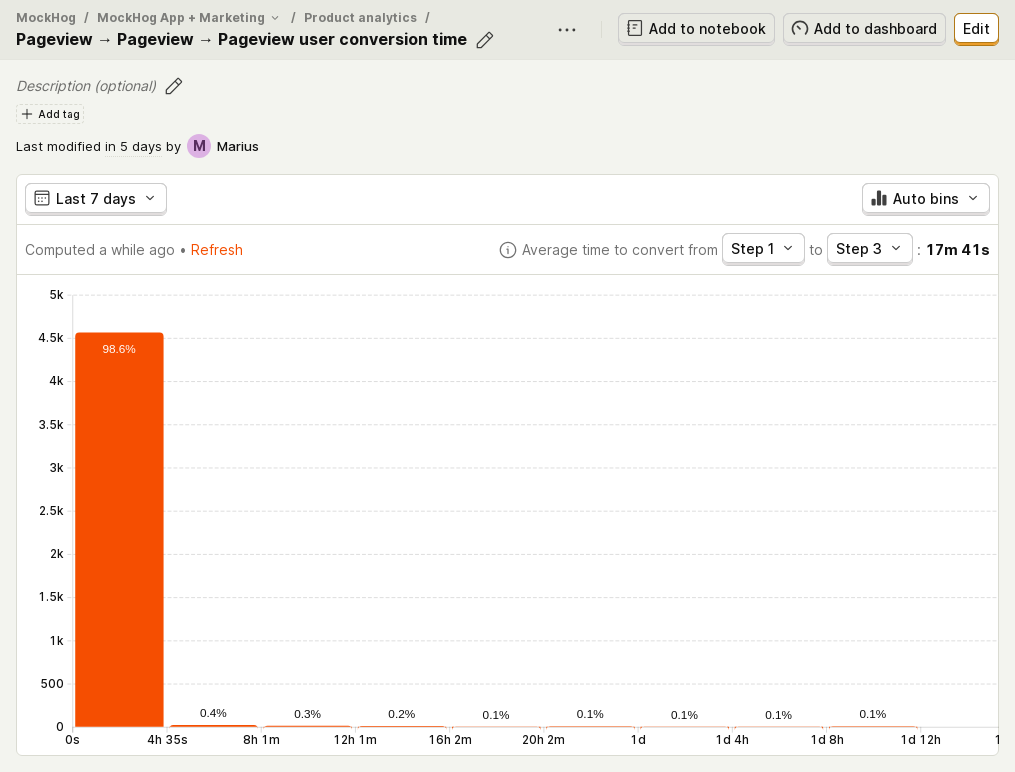 MockHog / MockHog App + Marketing / Product analytics /
Pageview → Pageview → Pageview user conversion time
Add to notebook
Add to dashboard
Edit
Description (optional)
+ Add tag
Last modified in 5 days by M Marius
Last 7 days
Auto bins
Computed a while ago • Refresh
Average time to convert from Step 1 to Step 3 : 17m 41s
5k
4.5k
98.6%
4k
3.5k
3k
2.5k
2k
1.5k
1k
500
0.4% 0.3% 0.2% 0.1% 0.1% 0.1% 0.1% 0.1%
0
0s 4h 35s 8h 1m 12h 1m 16h 2m 20h 2m 1d 1d 4h 1d 8h 1d 12h 1